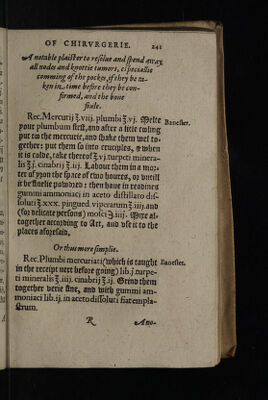 OF CHIRVRGERIE. 241
A notable plaister to resolue and spend away
all nodes and knottie tumors, especiallie
comming of the pockes, if they be ta-
ken in time before they be con-
firmed, and the bone
foule.
Rec. Mercurij ℥.viij. plumbi ℥.vj. Melte Banester.
your plumbum first, and after a little coling
put to the mercurie, and shake them wel to-
gether: put them so into cruciples, & when
it is colde, take thereof ℥.vj. turpeti minera-
lis ℥.j. cinabrij ℥.iij. Labour them in a mor-
ter vpon the space of two houres, or vntill
it be finelie powdred: then haue in readines
gummi ammoniaci in aceto distillato dis-
soluti ℥.xxx. pingued viperarum ℥.iiij. and
(for delicate persons) mosci ʒ.iiij. Mixe al-
together according to Art, and vse it to the
places aforesaid.
Or thus more simplie.
Rec. Plumbi mercuriati (which is taught Banester.
in the receipt next before going) lib.j. turpe-
ti mineralis ℥.iiij. cinabrij ℥.ij. Grind them
together verie fine, and with gummi am-
moniaci lib.ij. in aceto dissoluti fiat empla-
strum.
R Ano-